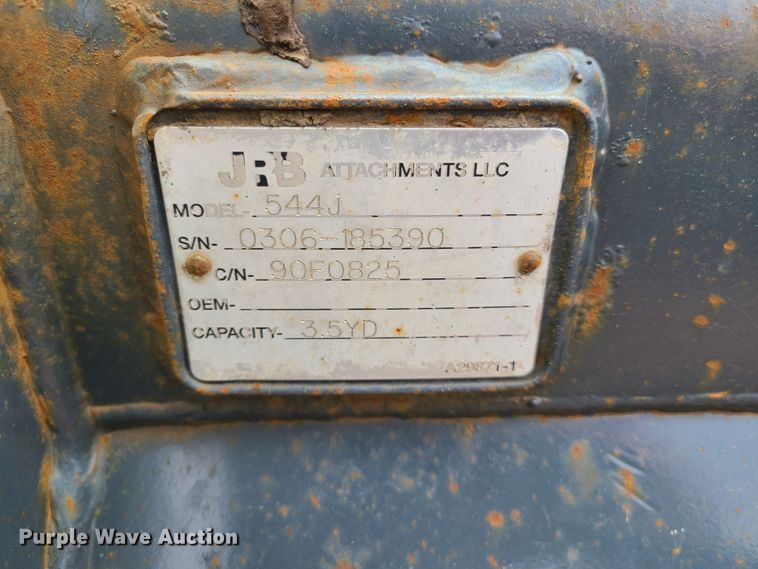 JRB ATTACHMENTS LLC
MODEL- 544J
S/N- 0306-185390
C/N- 90F0825
OEM-
CAPACITY- 3.5YD
A29871-1
Purple Wave Auction